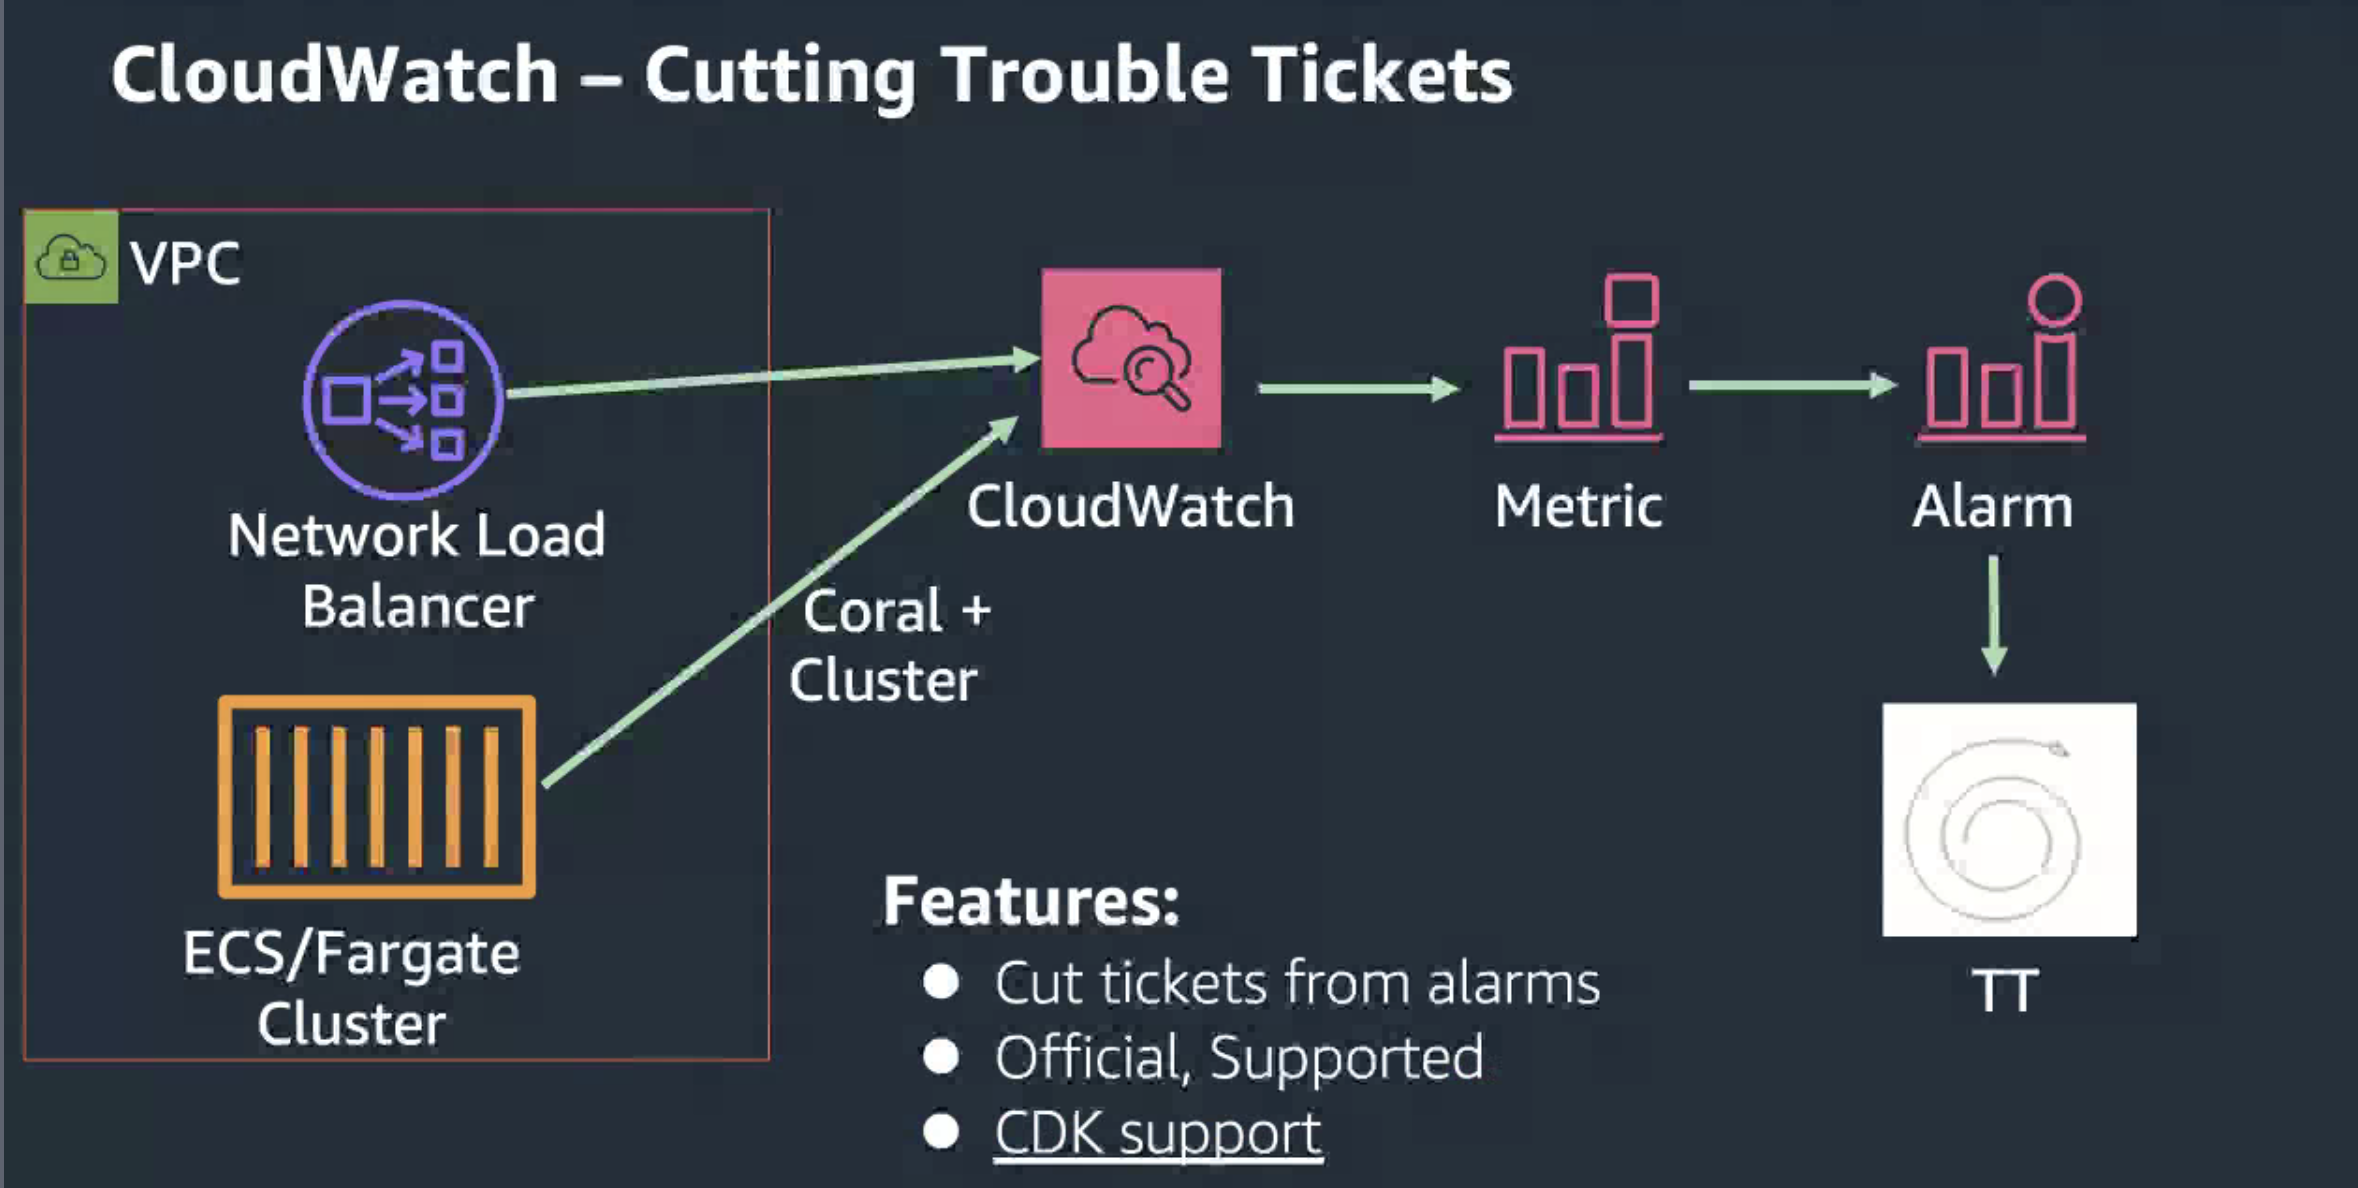 CloudWatch – Cutting Trouble Tickets
VPC
Network Load
Balancer
ECS/Fargate
Cluster
Coral +
Cluster
CloudWatch
Metric
Alarm
TT
Features:
● Cut tickets from alarms
● Official, Supported
● CDK support